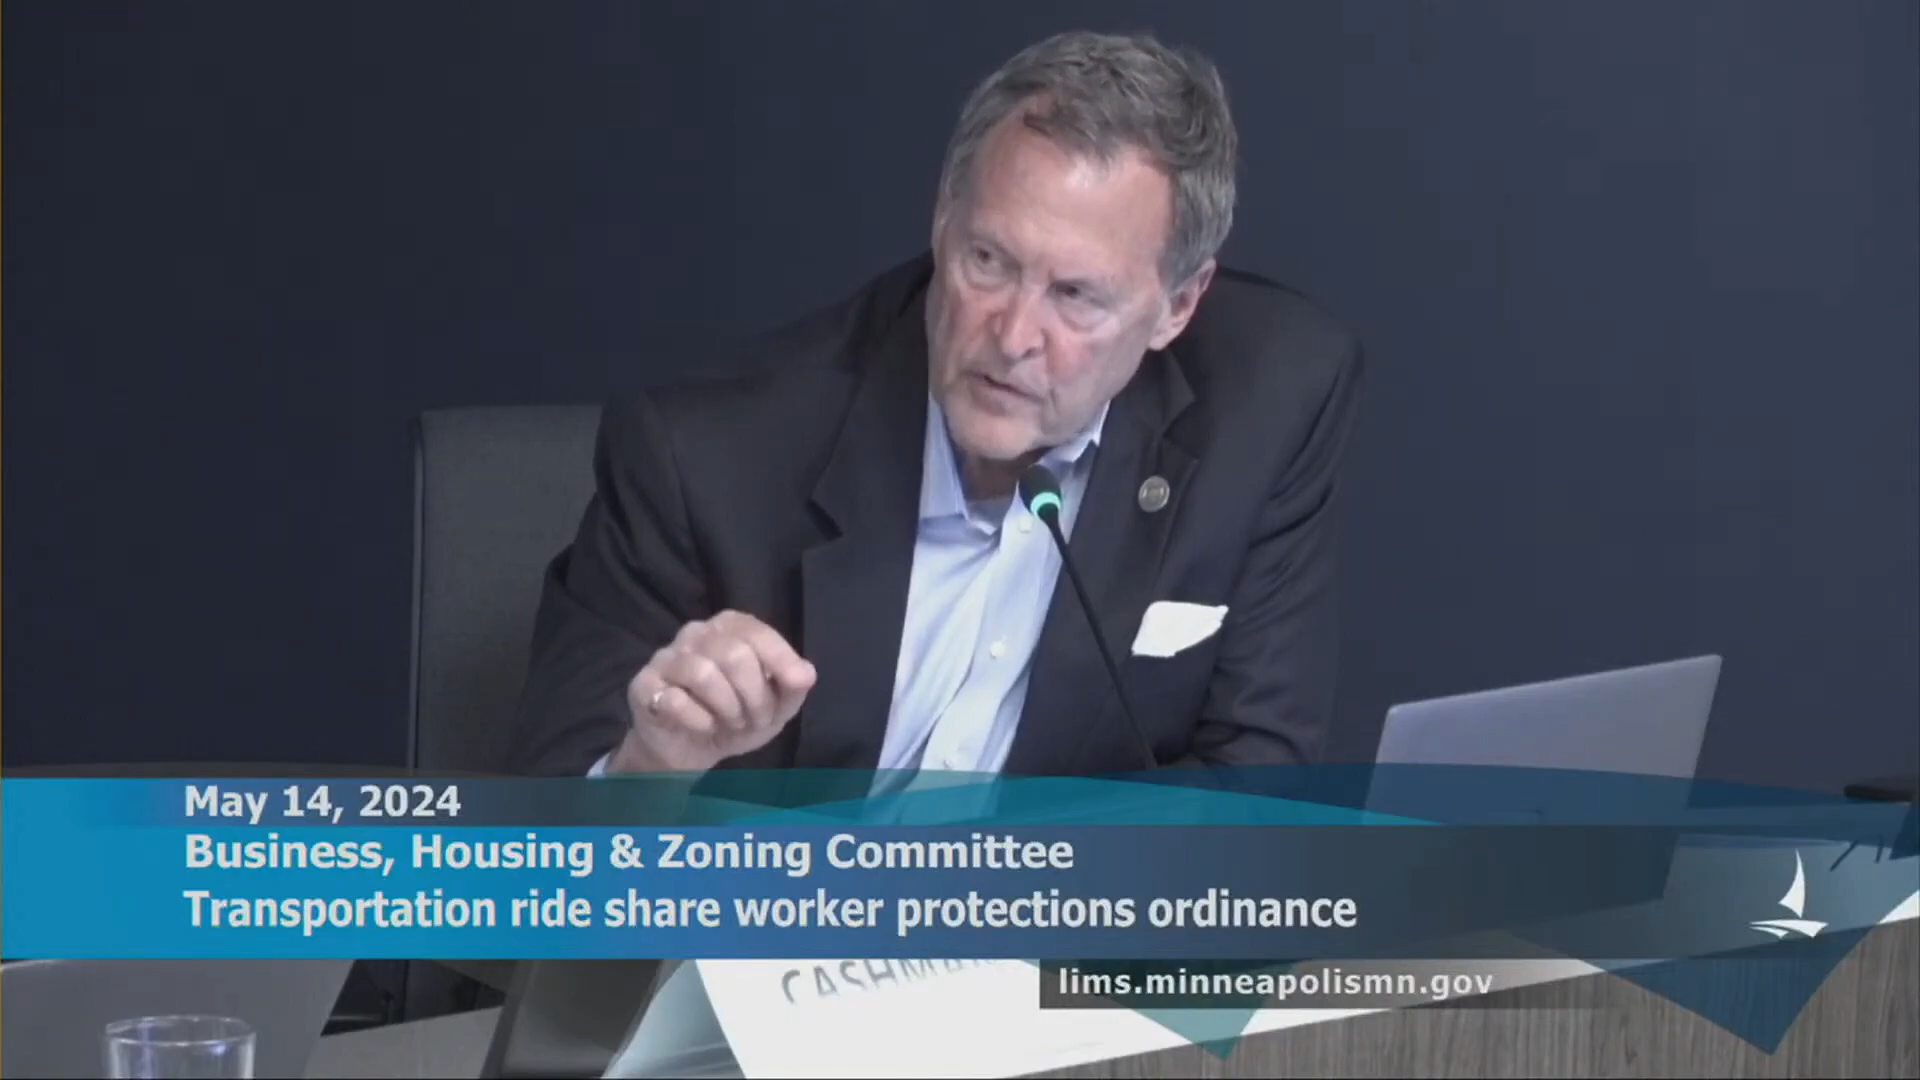 May 14, 2024
Business, Housing & Zoning Committee
Transportation ride share worker protections ordinance
lims.minneapolismn.gov